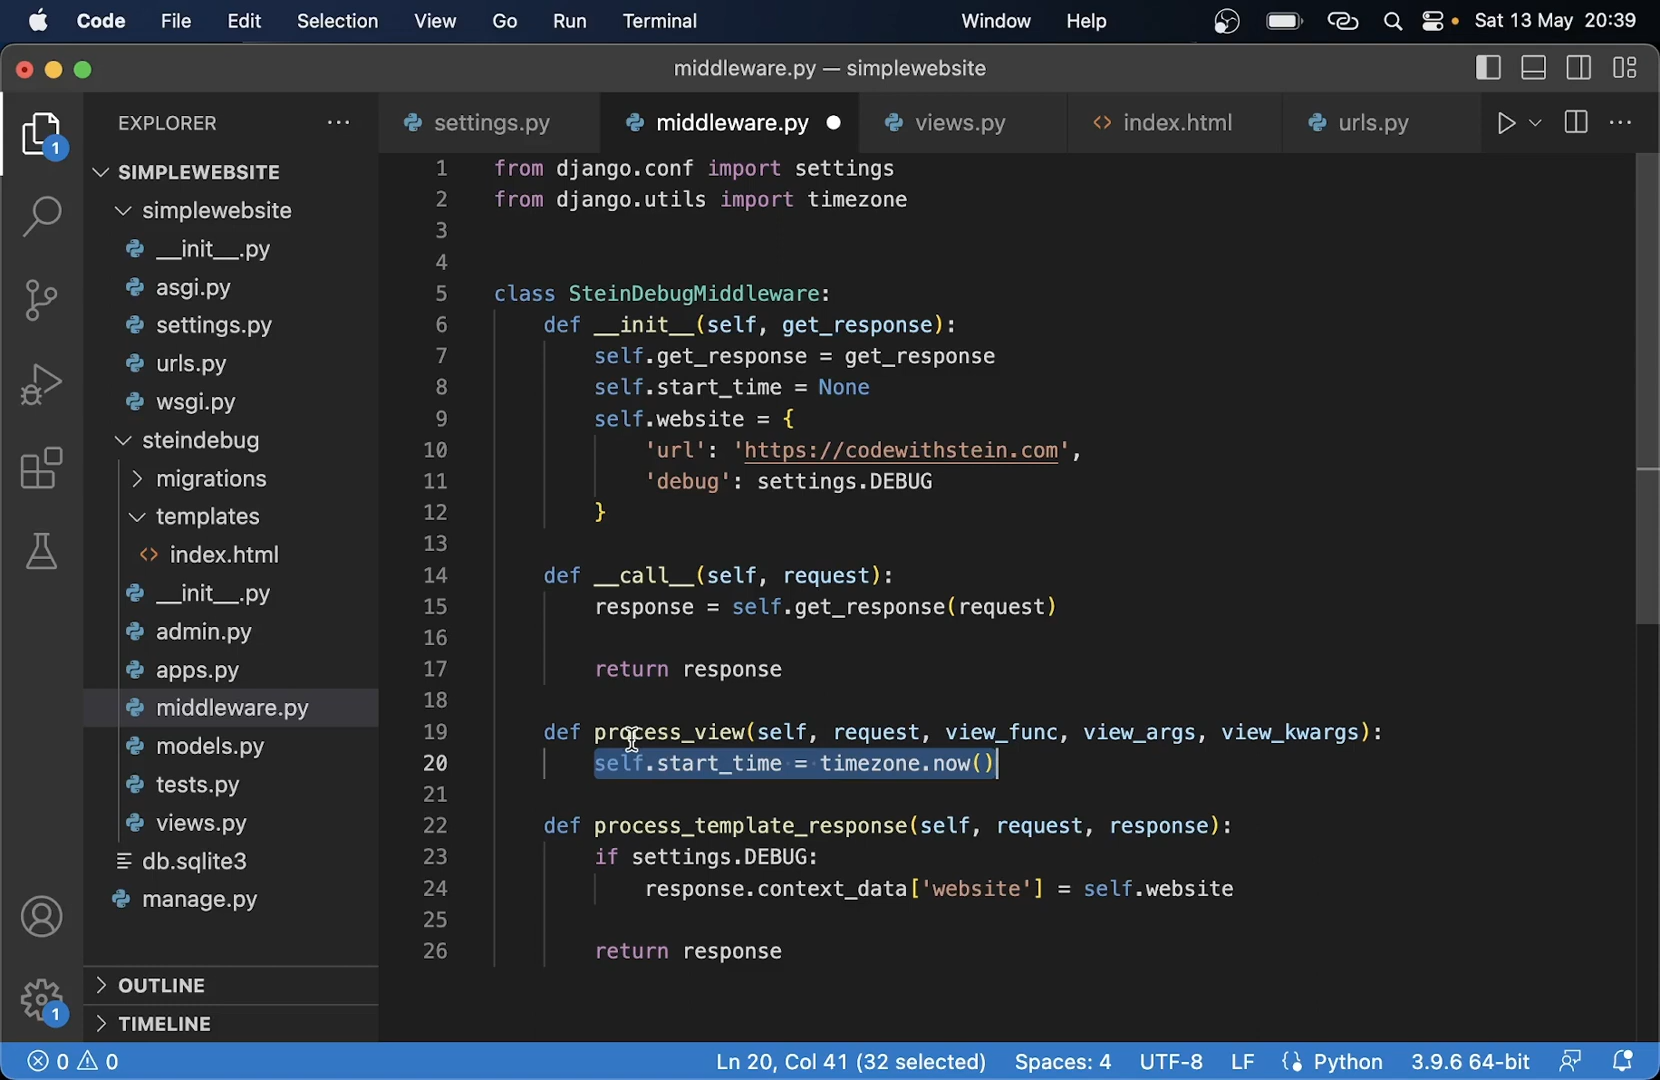 Code File Edit Selection View Go Run Terminal Window Help Sat 13 May 20:39
middleware.py — simplewebsite
EXPLORER
settings.py middleware.py views.py index.html urls.py
1
SIMPLEWEBSITE
simplewebsite
__init__.py
asgi.py
settings.py
urls.py
wsgi.py
steindebug
migrations
templates
index.html
__init__.py
admin.py
apps.py
middleware.py
models.py
tests.py
views.py
db.sqlite3
manage.py
OUTLINE
TIMELINE
1
1 from django.conf import settings
2 from django.utils import timezone
3
4
5 class SteinDebugMiddleware:
6 def __init__(self, get_response):
7 self.get_response = get_response
8 self.start_time = None
9 self.website = {
10 'url': 'https://codewithstein.com',
11 'debug': settings.DEBUG
12 }
13
14 def __call__(self, request):
15 response = self.get_response(request)
16
17 return response
18
19 def process_view(self, request, view_func, view_args, view_kwargs):
20 self.start_time = timezone.now()
21
22 def process_template_response(self, request, response):
23 if settings.DEBUG:
24 response.context_data['website'] = self.website
25
26 return response
0 0 Ln 20, Col 41 (32 selected) Spaces: 4 UTF-8 LF Python 3.9.6 64-bit